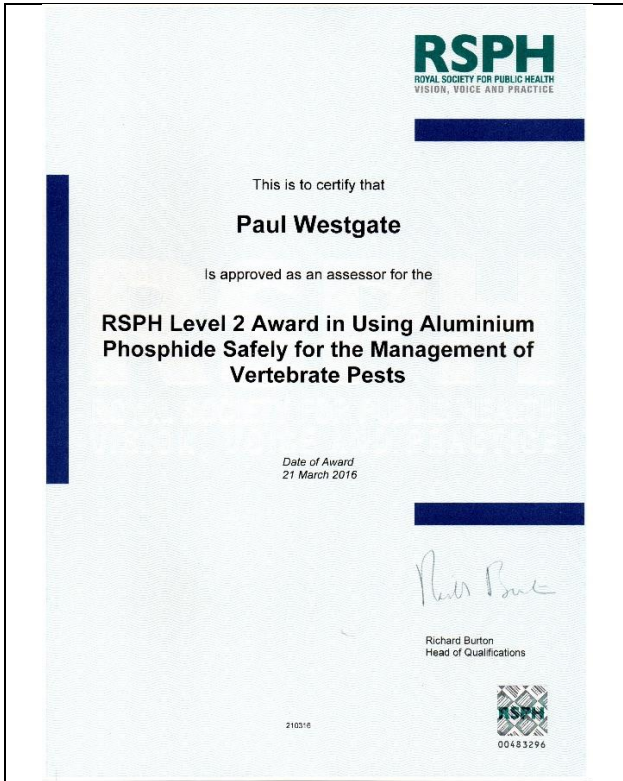 RSPH
ROYAL SOCIETY FOR PUBLIC HEALTH
VISION, VOICE AND PRACTICE
This is to certify that
Paul Westgate
Is approved as an assessor for the
RSPH Level 2 Award in Using Aluminium
Phosphide Safely for the Management of
Vertebrate Pests
Date of Award
21 March 2016
Richard Burton
Head of Qualifications
210316
RSPH
00483296